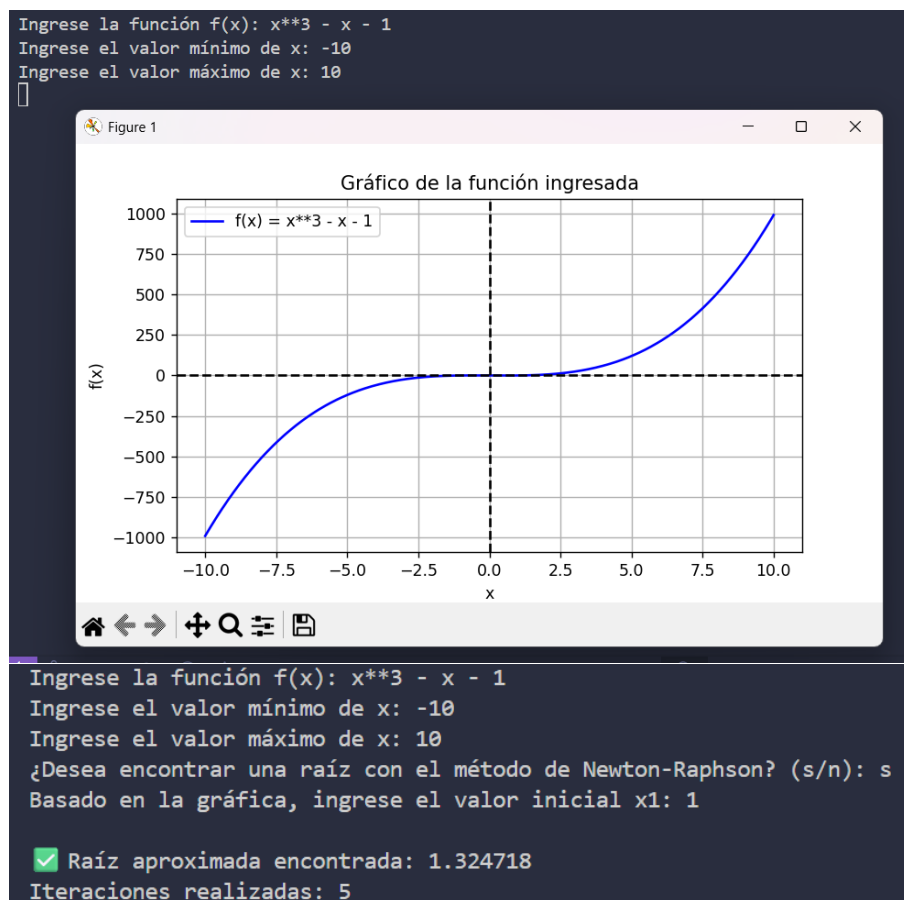 Ingrese la función f(x): x**3 - x - 1
Ingrese el valor mínimo de x: -10
Ingrese el valor máximo de x: 10
Figure 1
Gráfico de la función ingresada
f(x) = x**3 - x - 1
1000
750
500
250
0
−250
−500
−750
−1000
f(x)
−10.0 −7.5 −5.0 −2.5 0.0 2.5 5.0 7.5 10.0
x
Ingrese la función f(x): x**3 - x - 1
Ingrese el valor mínimo de x: -10
Ingrese el valor máximo de x: 10
¿Desea encontrar una raíz con el método de Newton-Raphson? (s/n): s
Basado en la gráfica, ingrese el valor inicial x1: 1
✅ Raíz aproximada encontrada: 1.324718
Iteraciones realizadas: 5